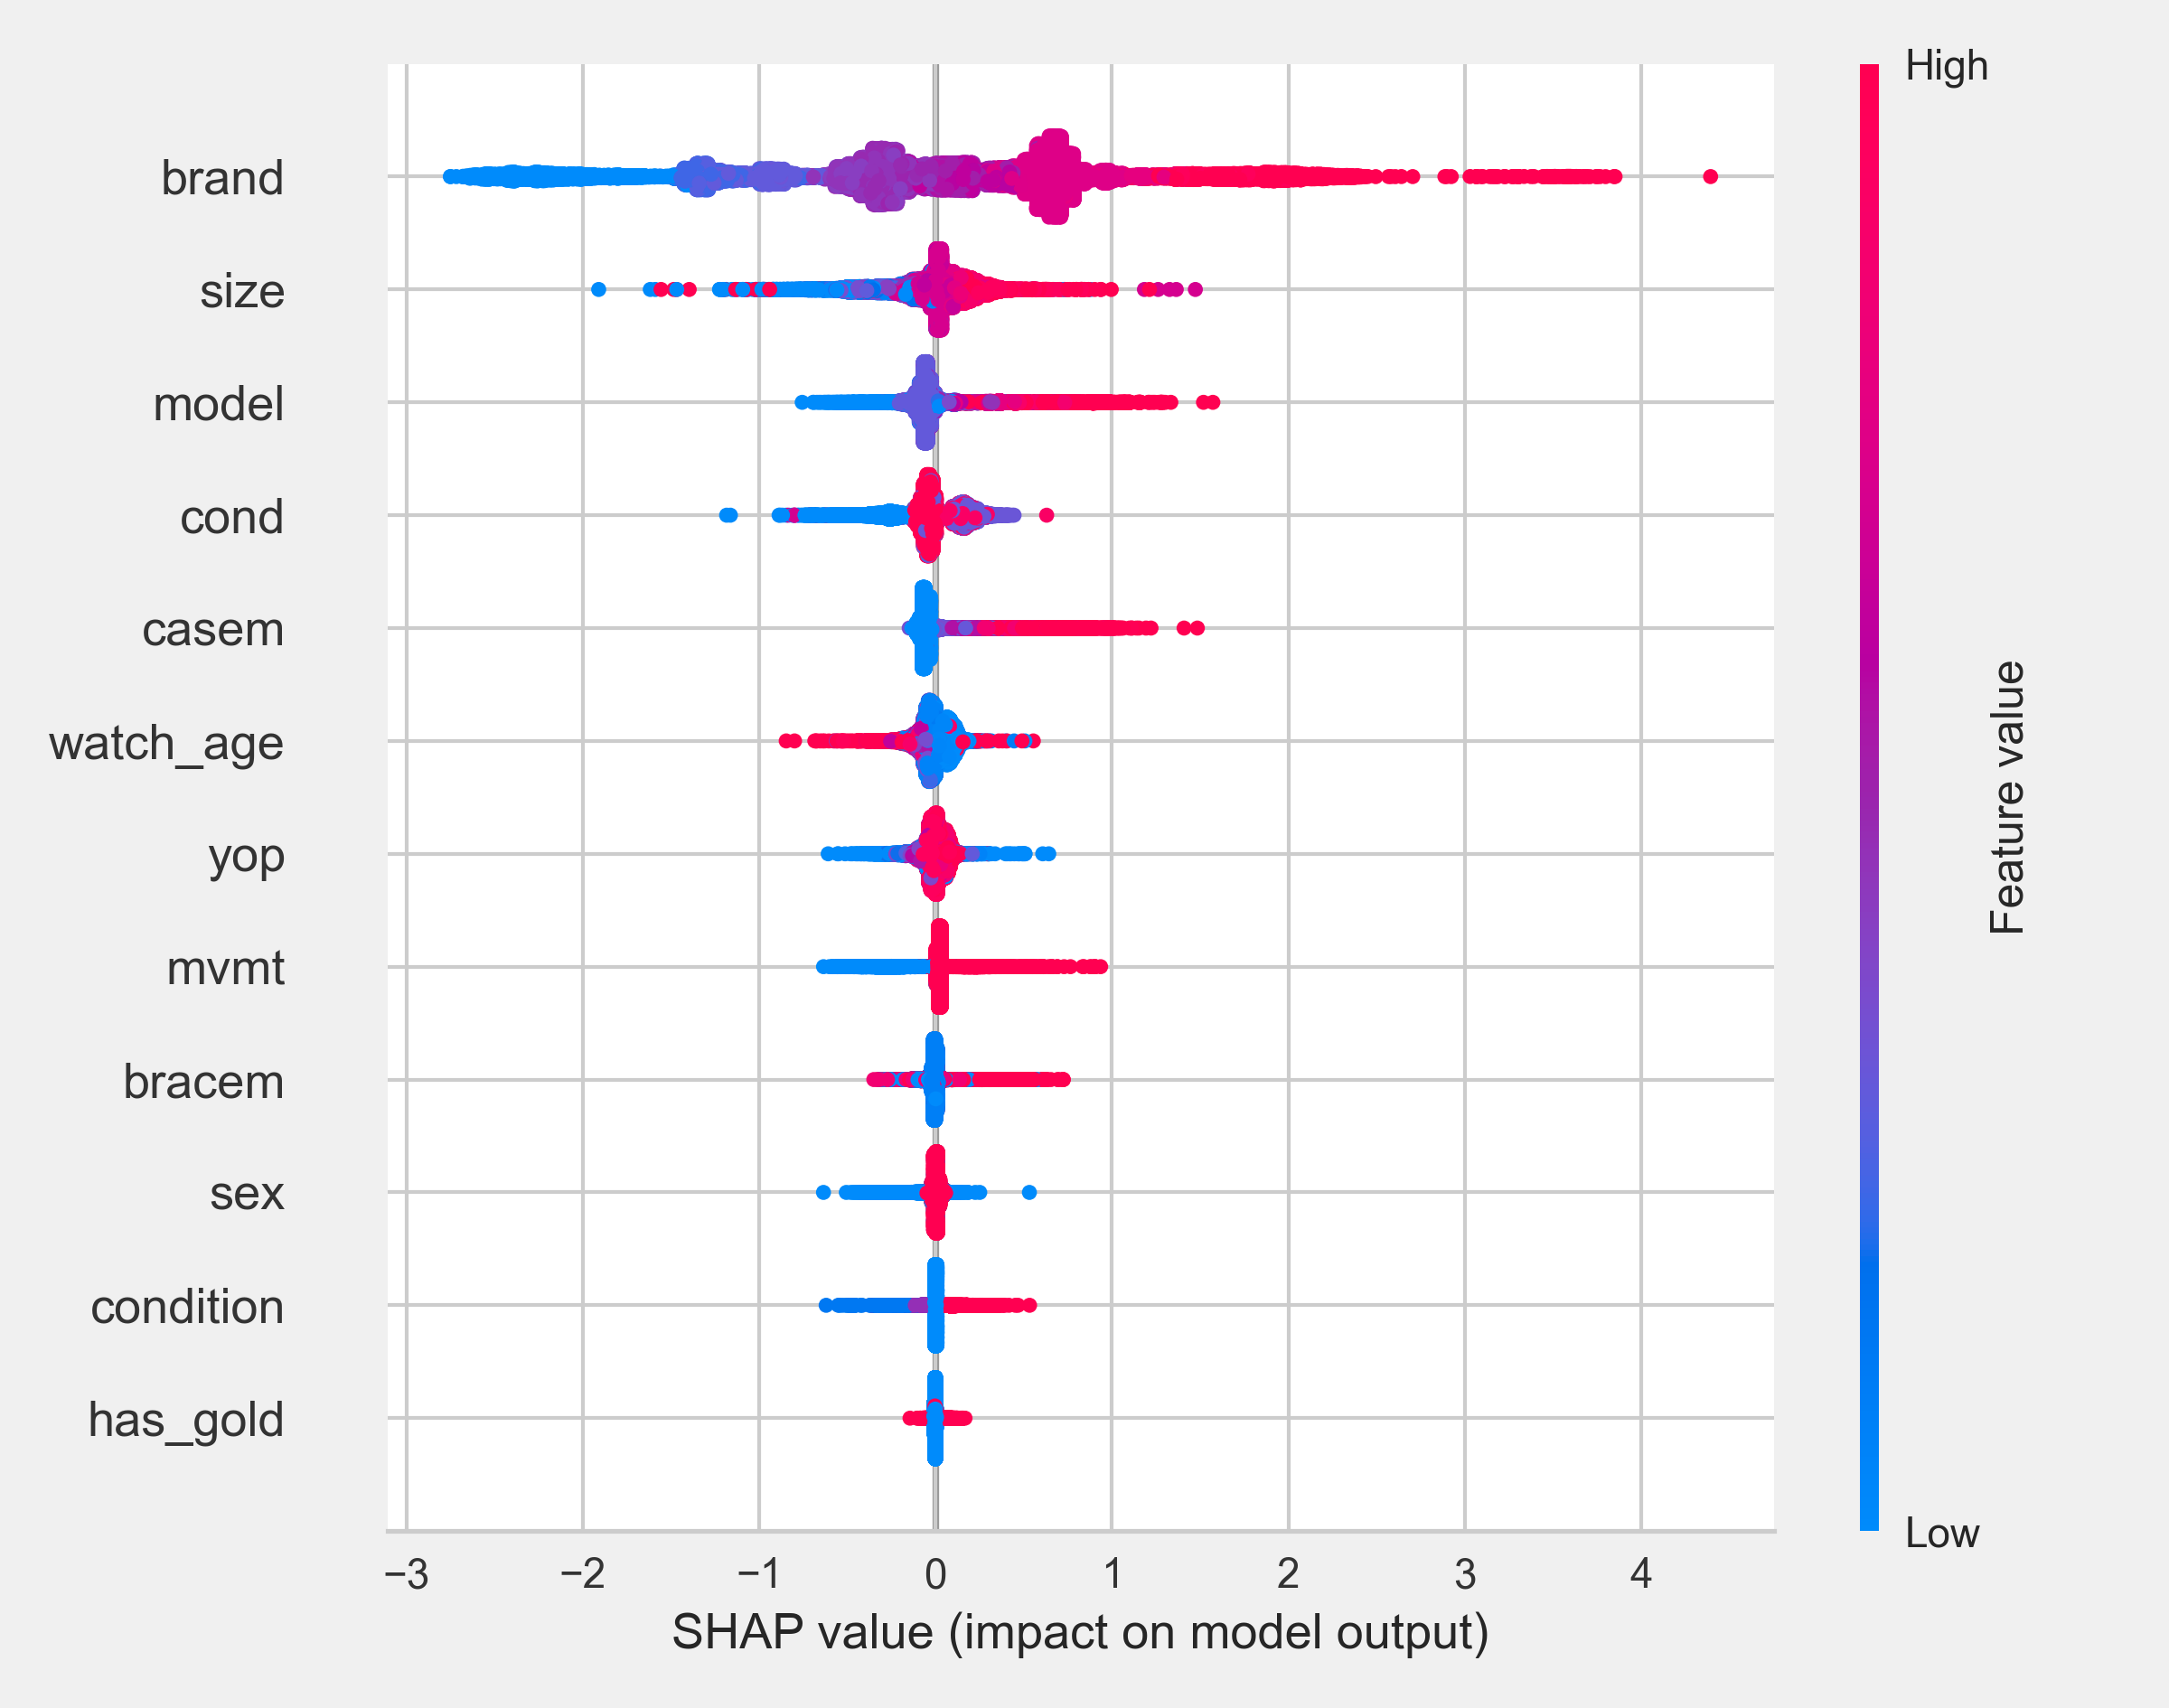 High
brand
size
model
cond
casem
watch_age
yop
mvmt
bracem
sex
condition
has_gold
Feature value
Low
−3 −2 −1 0 1 2 3 4
SHAP value (impact on model output)